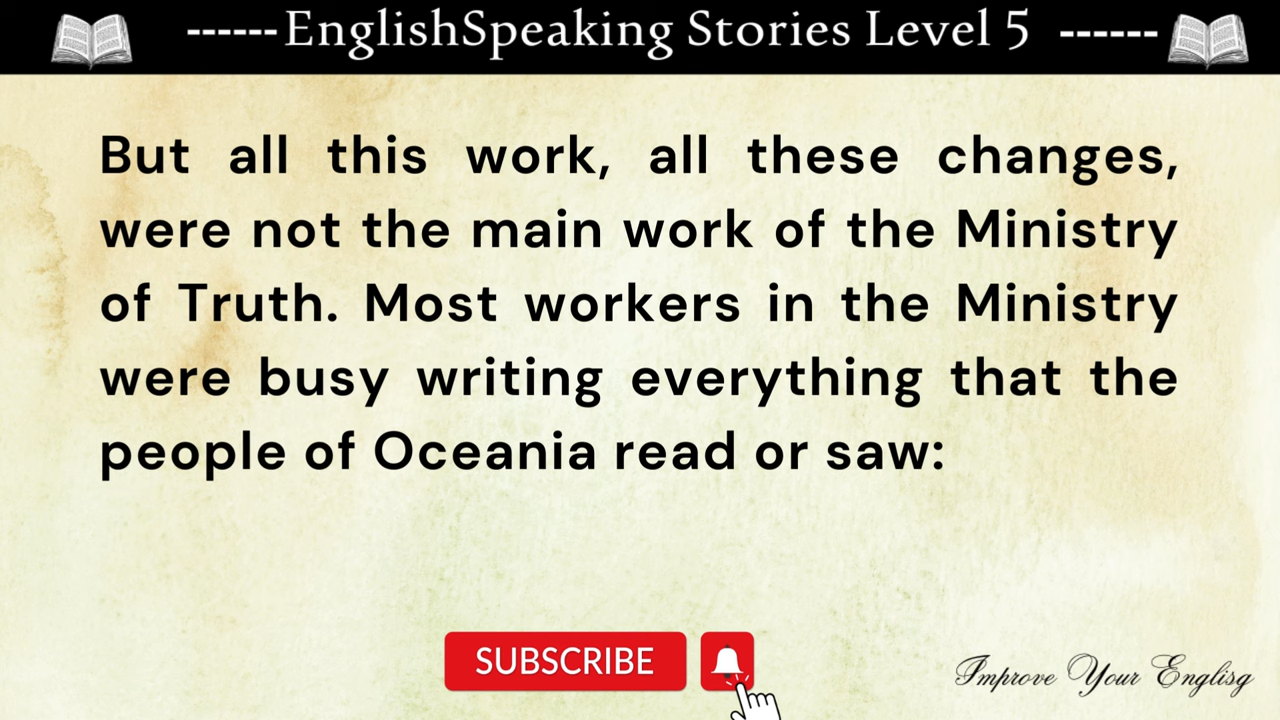 ------EnglishSpeaking Stories Level 5 ------
But all this work, all these changes,
were not the main work of the Ministry
of Truth. Most workers in the Ministry
were busy writing everything that the
people of Oceania read or saw:
SUBSCRIBE
Improve Your Englisg